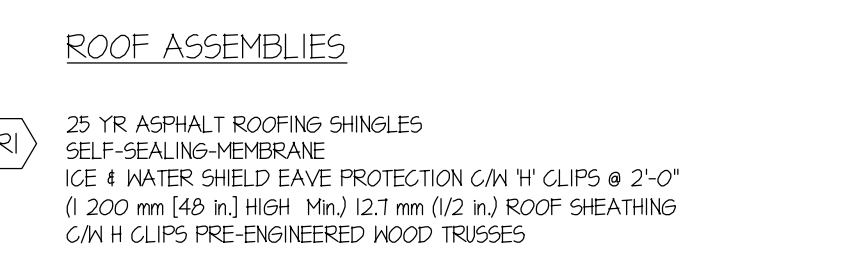 ROOF ASSEMBLIES
R1
25 YR ASPHALT ROOFING SHINGLES
SELF-SEALING-MEMBRANE
ICE & WATER SHIELD EAVE PROTECTION C/W 'H' CLIPS @ 2'-0"
(1 200 mm [48 in.] HIGH Min.) 12.7 mm (1/2 in.) ROOF SHEATHING
C/W H CLIPS PRE-ENGINEERED WOOD TRUSSES